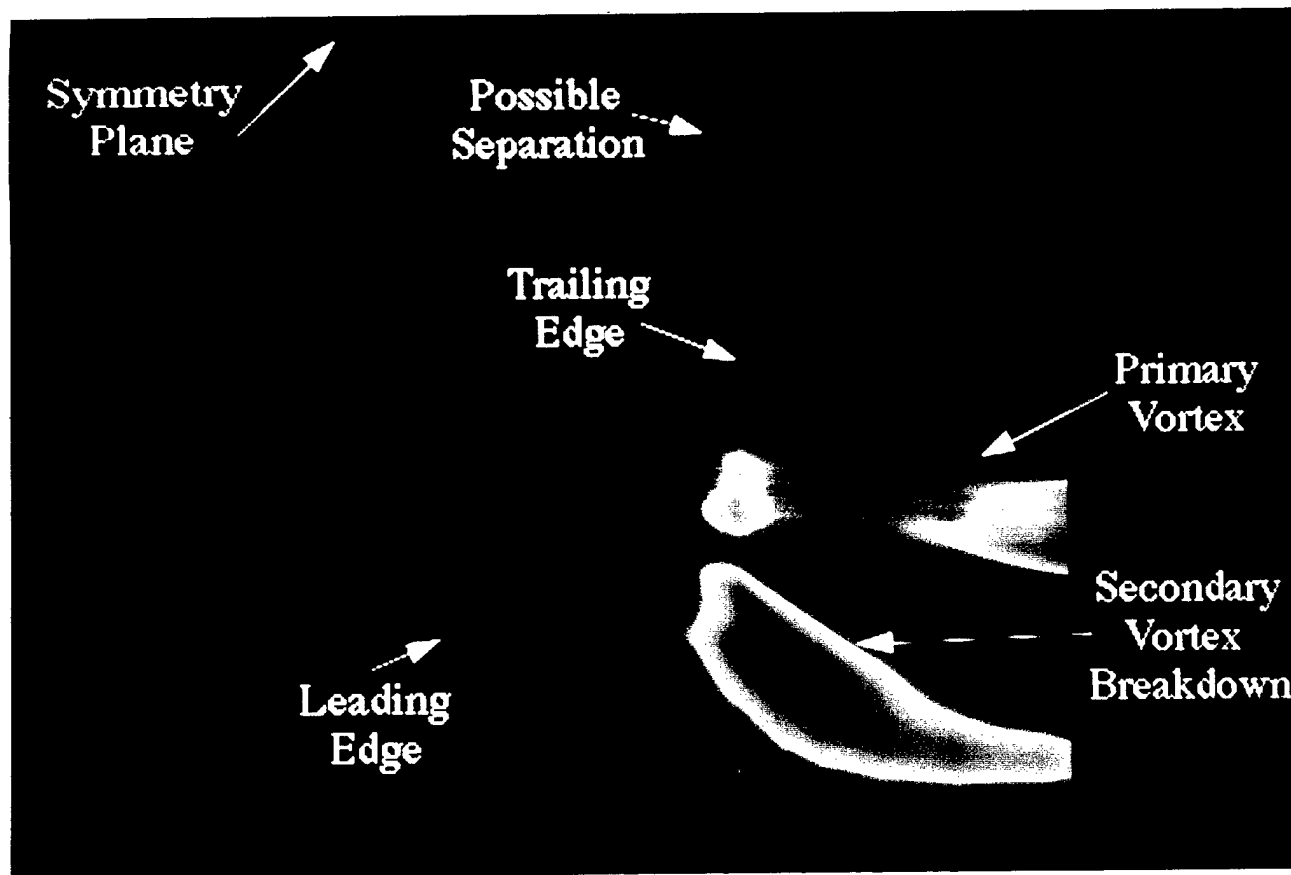 Symmetry
Plane
Possible
Separation
Trailing
Edge
Primary
Vortex
Secondary
Vortex
Breakdown
Leading
Edge